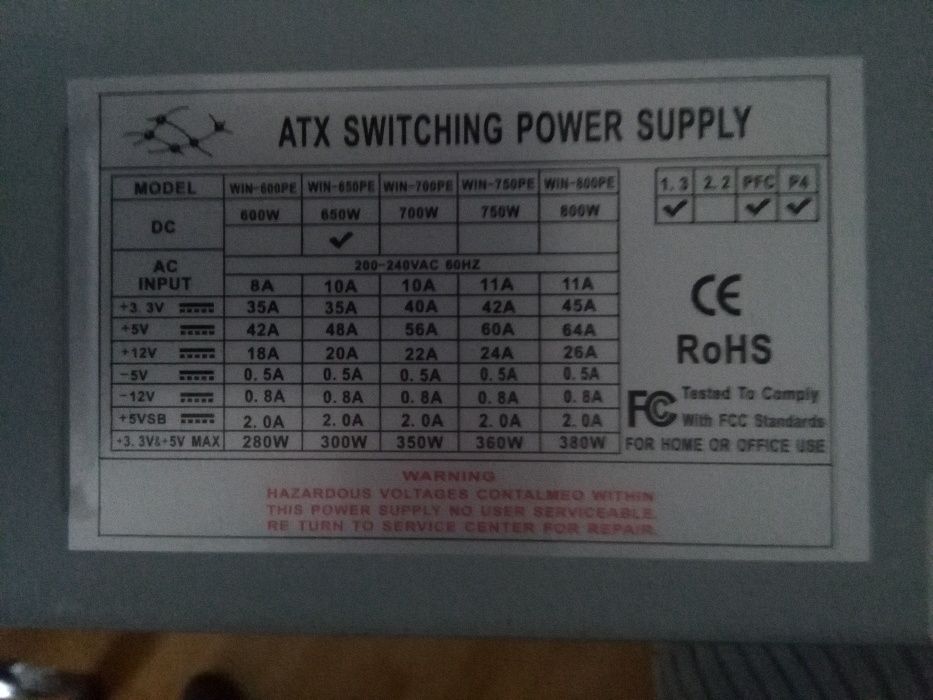 ATX SWITCHING POWER SUPPLY
MODEL WIN-600PE WIN-650PE WIN-700PE WIN-750PE WIN-800PE
DC 600W 650W 700W 750W 800W
✓
AC INPUT 200-240VAC 60HZ
8A 10A 10A 11A 11A
+3.3V 35A 35A 40A 42A 45A
+5V 42A 48A 56A 60A 64A
+12V 18A 20A 22A 24A 26A
-5V 0.5A 0.5A 0.5A 0.5A 0.5A
-12V 0.8A 0.8A 0.8A 0.8A 0.8A
+5VSB 2.0A 2.0A 2.0A 2.0A 2.0A
+3.3V&+5V MAX 280W 300W 350W 360W 380W
1.3 2.2 PFC P4
✓ ✓ ✓
CE
RoHS
FC Tested To Comply
With FCC Standards
FOR HOME OR OFFICE USE
WARNING
HAZARDOUS VOLTAGES CONTALMEO WITHIN
THIS POWER SUPPLY NO USER SERVICEABLE.
RE TURN TO SERVICE CENTER FOR REPAIR.